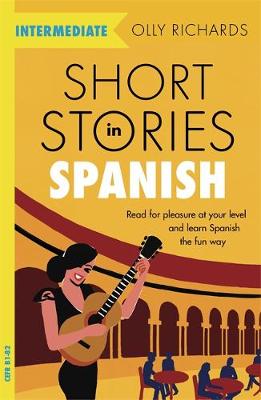 INTERMEDIATE
OLLY RICHARDS
SHORT
STORIES in
SPANISH
Read for pleasure at your level
and learn Spanish
the fun way
CEFR B1-B2